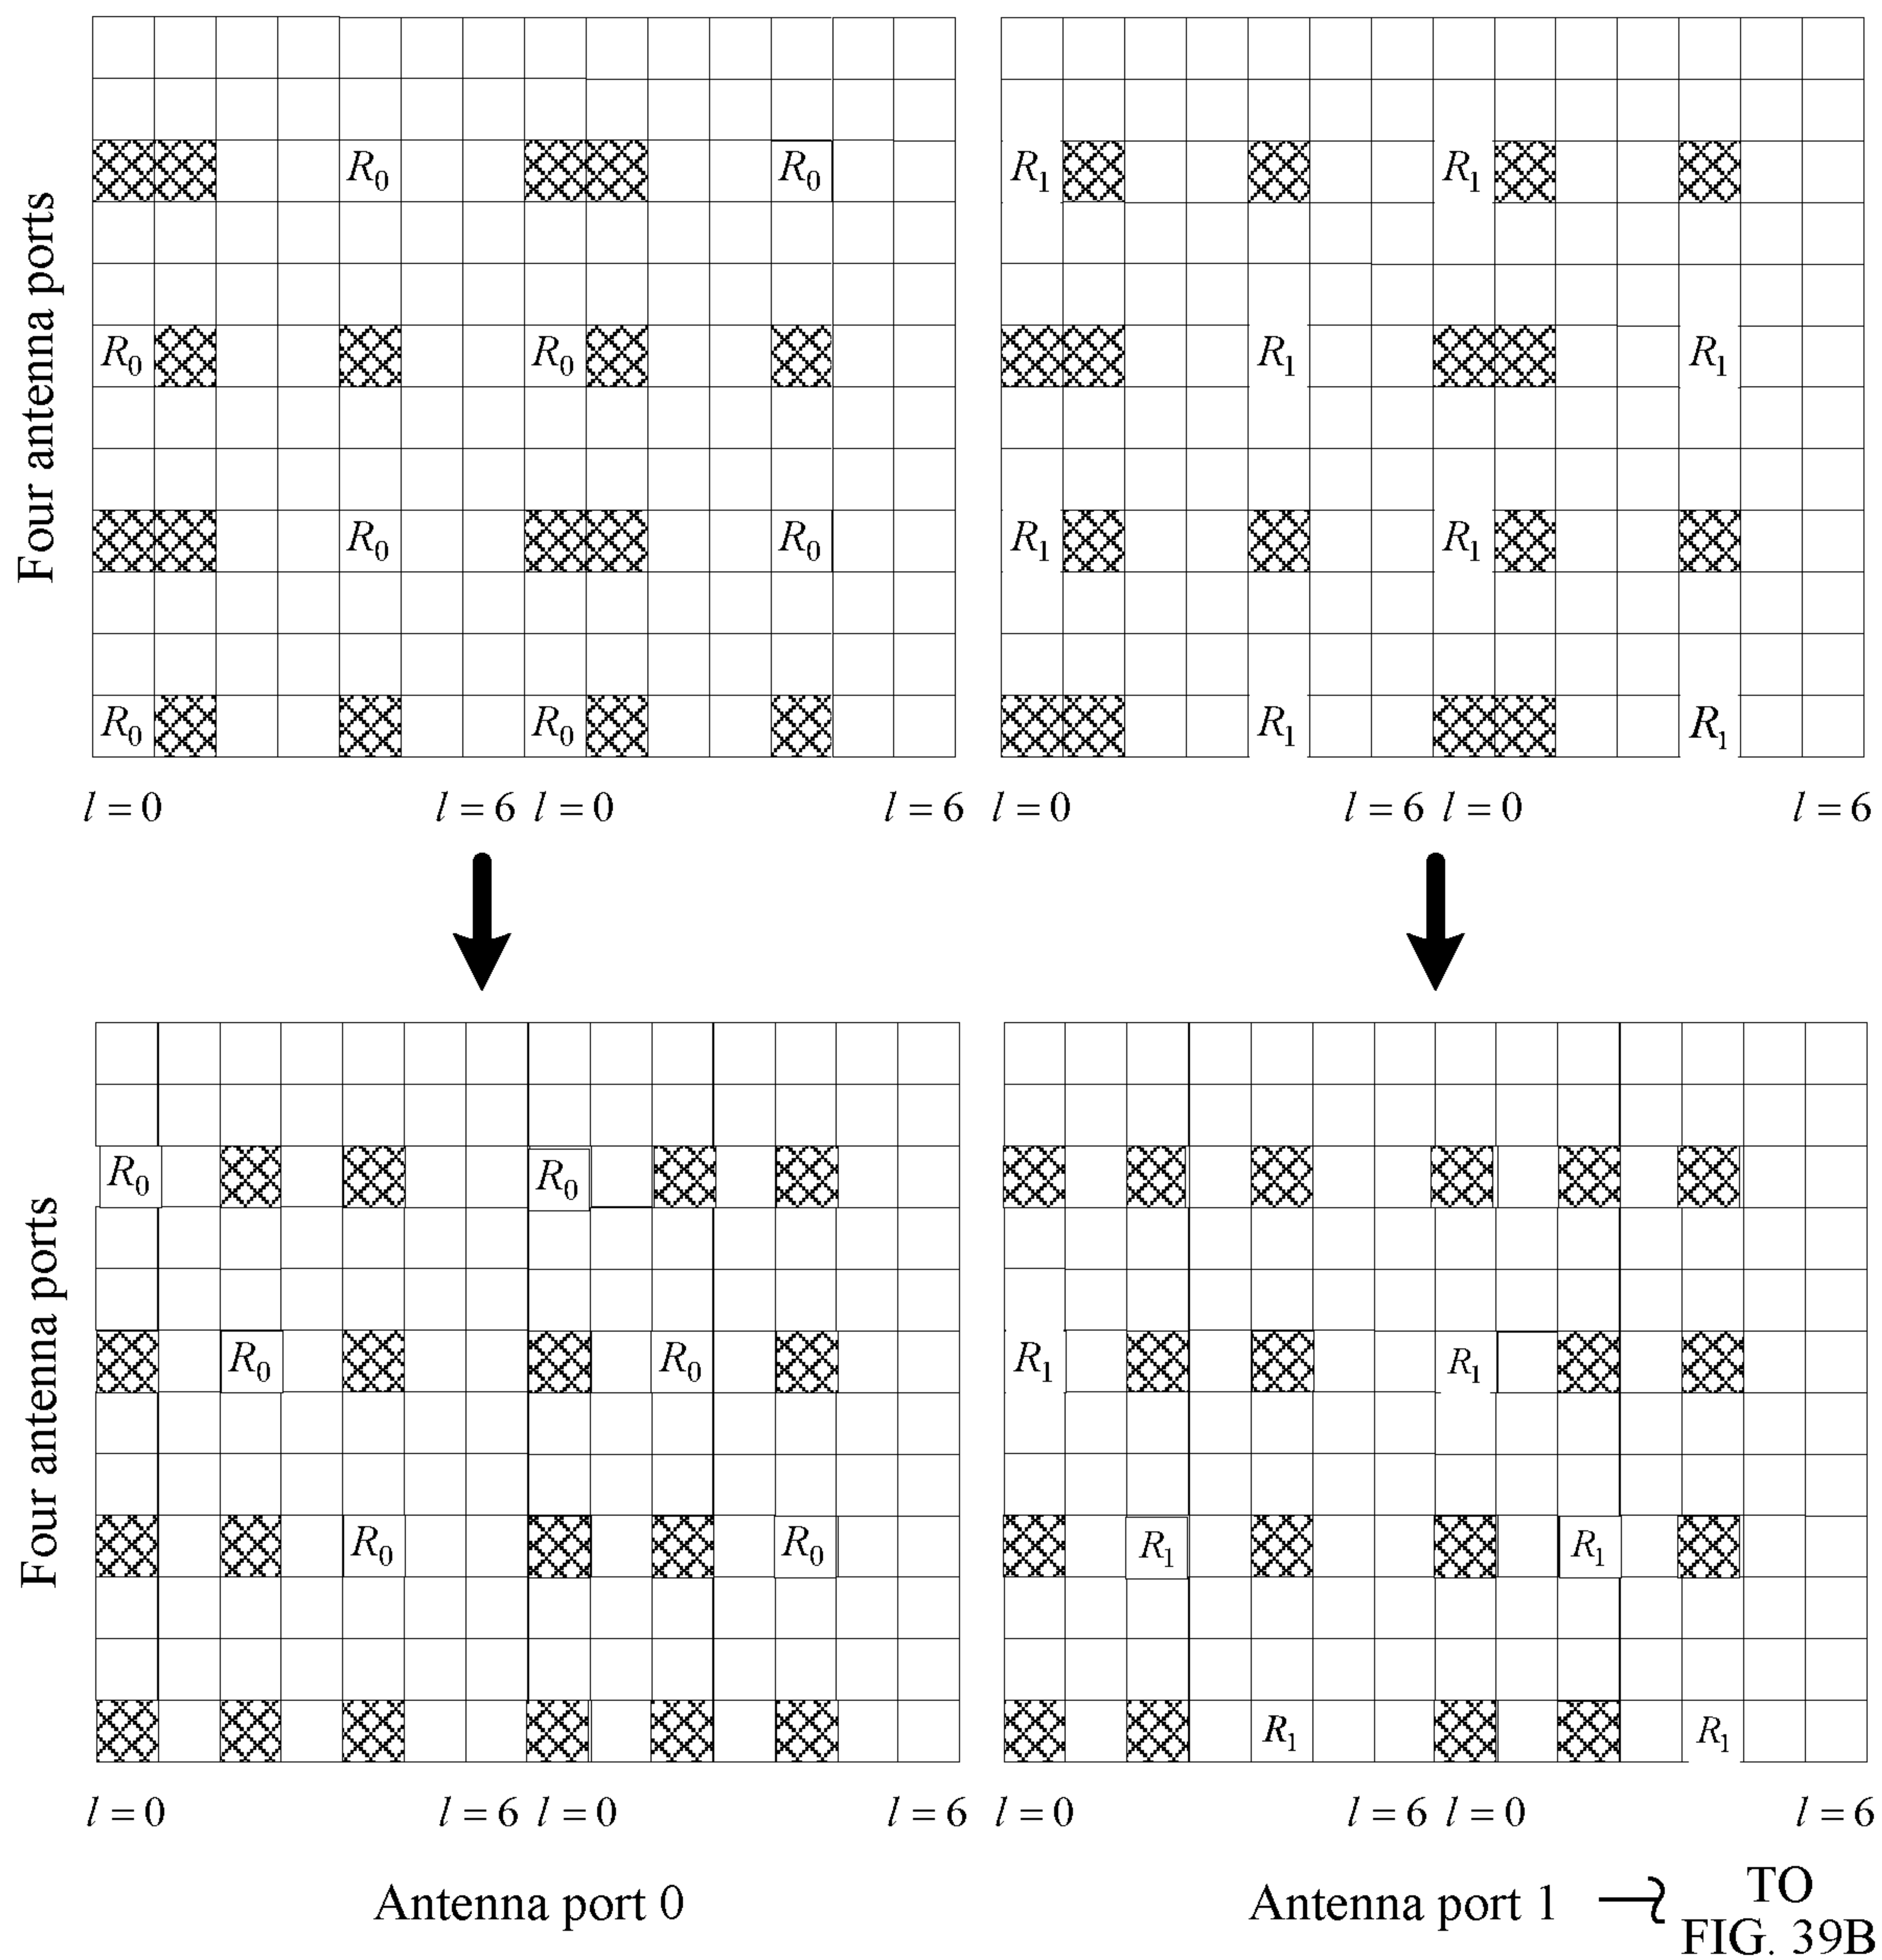 Four antenna ports
R₀ R₀
R₀ R₀
R₀ R₀
R₀ R₀
l = 0 l = 6 l = 0 l = 6
R₁ R₁
R₁ R₁
R₁ R₁
R₁ R₁
l = 0 l = 6 l = 0 l = 6
Four antenna ports
R₀ R₀
R₀ R₀
R₀ R₀
l = 0 l = 6 l = 0 l = 6
Antenna port 0
R₁ R₁
R₁ R₁
R₁ R₁
l = 0 l = 6 l = 0 l = 6
Antenna port 1
TO
FIG. 39B